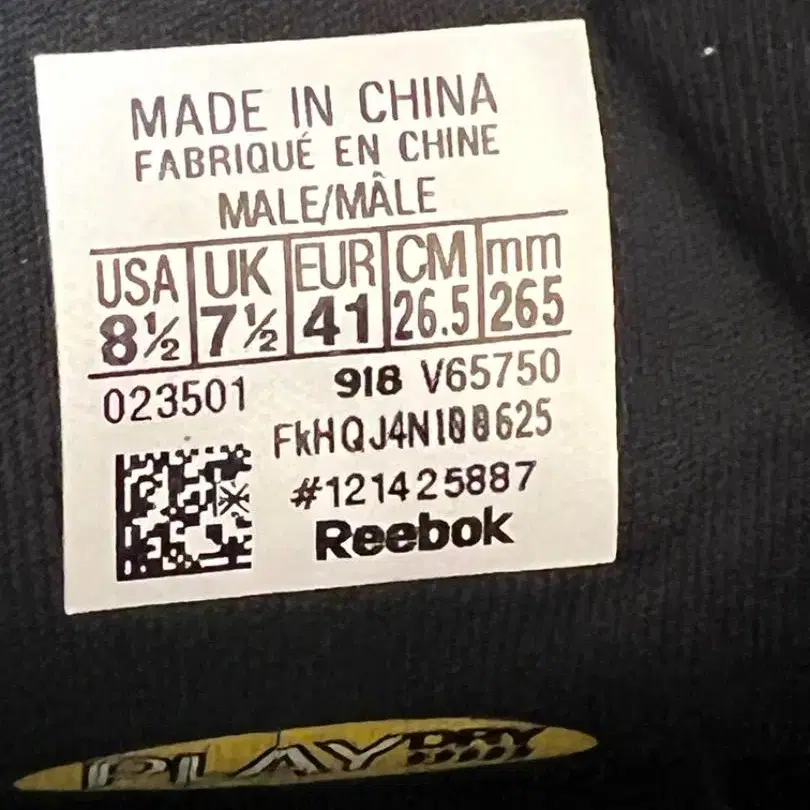 MADE IN CHINA
FABRIQUÉ EN CHINE
MALE/MÂLE
USA UK EUR CM mm
8½ 7½ 41 26.5 265
023501 918 V65750
#121425887
Reebok
PLAYDRY